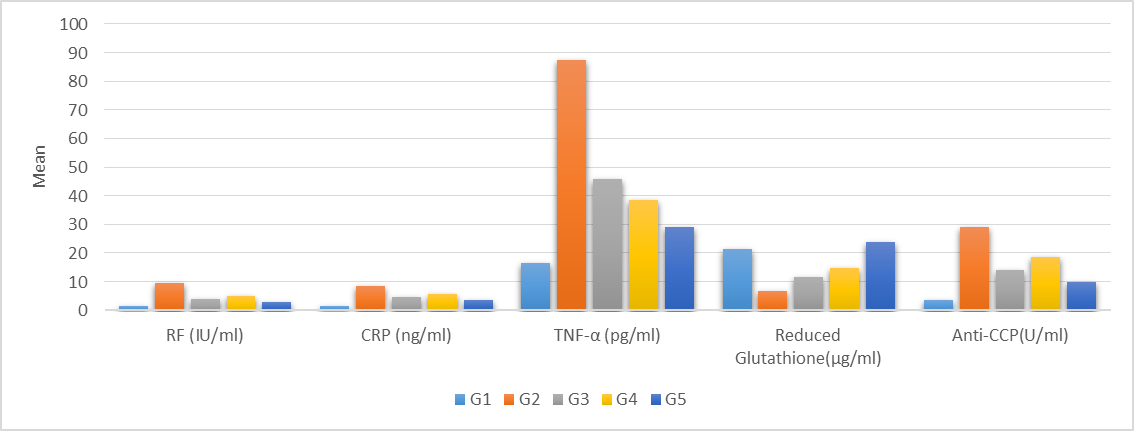 100
90
80
70
60
50
40
30
20
10
0
Mean
RF (IU/ml)
CRP (ng/ml)
TNF-α (pg/ml)
Reduced
Glutathione(µg/ml)
Anti-CCP(U/ml)
G1 G2 G3 G4 G5